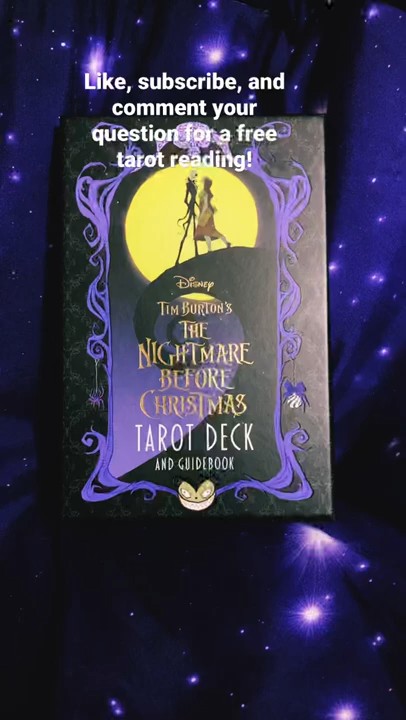 Like, subscribe, and
comment your
question for a free
tarot reading!
Disney
TIM BURTON'S
THE
NIGHTMARE
BEFORE
CHRISTMAS
TAROT DECK
AND GUIDEBOOK